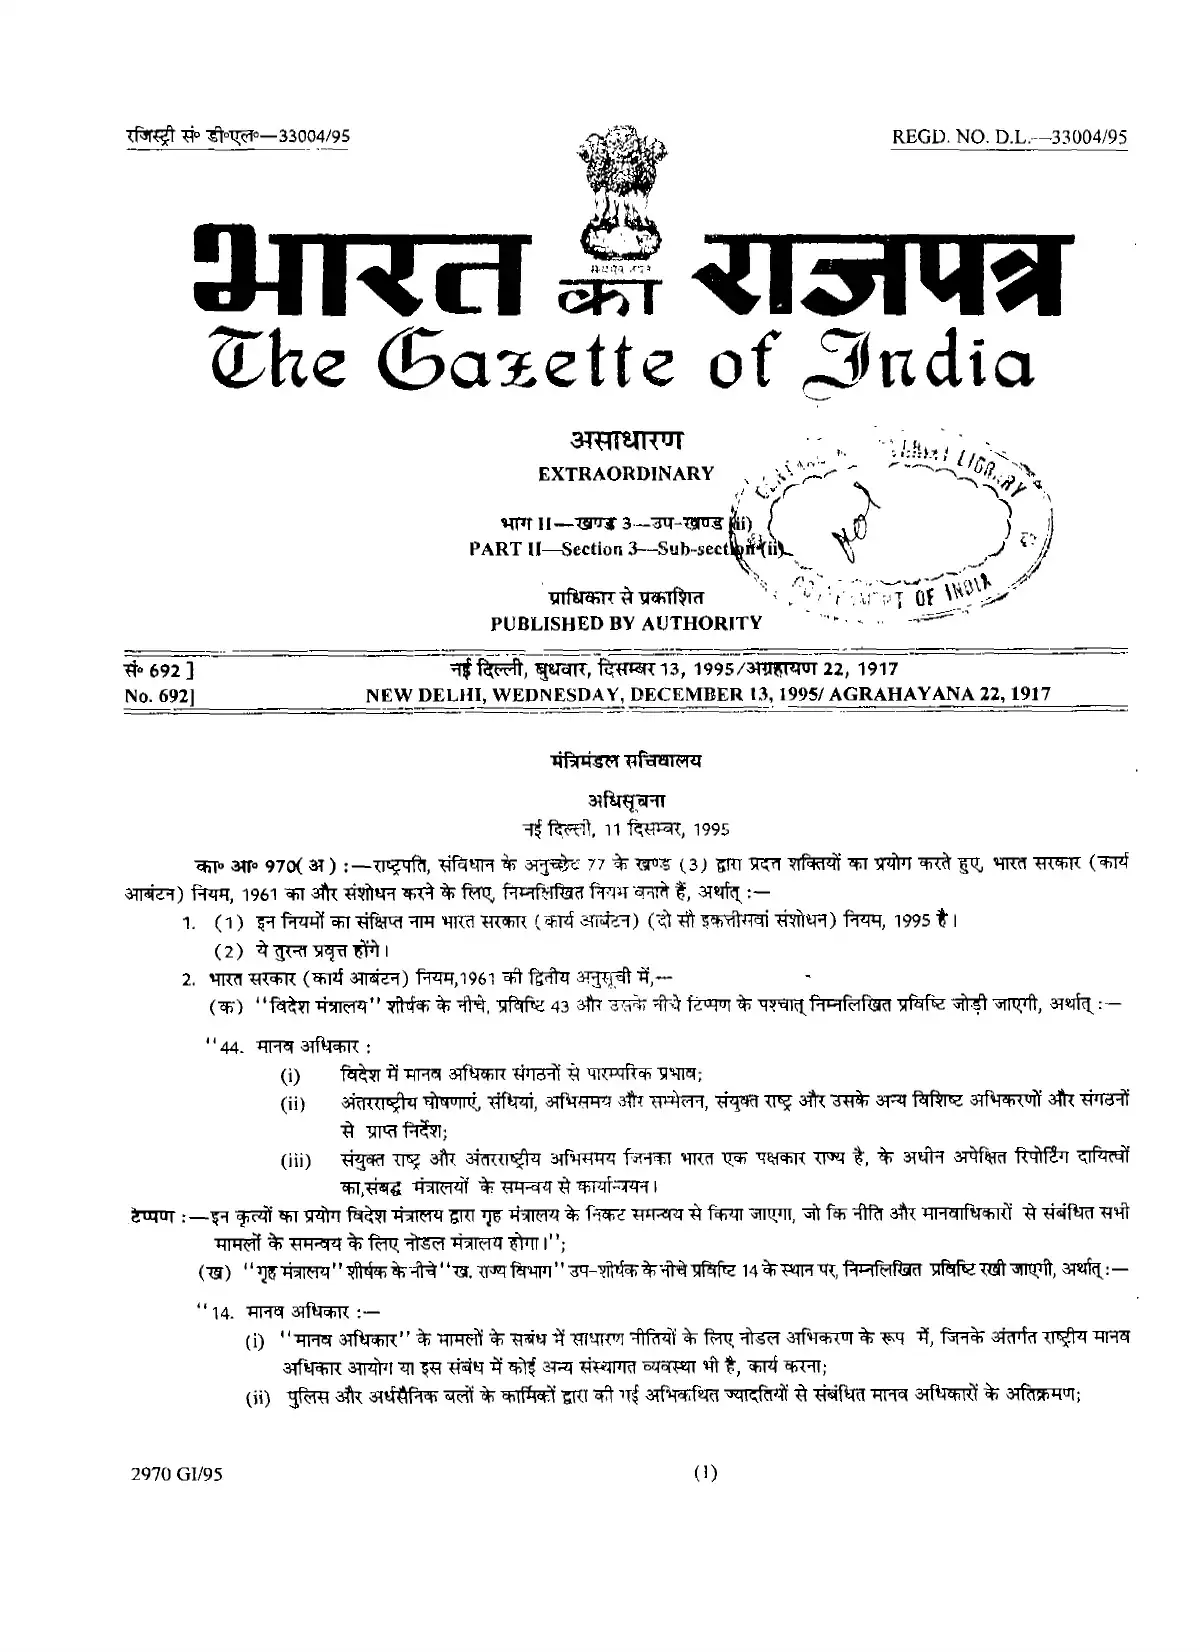 रजिस्ट्री सं० डी०एल०—33004/95
REGD. NO. D.L.—33004/95
सत्यमेव जयते
भारत का राजपत्र
The Gazette of India
असाधारण
EXTRAORDINARY
भाग II—खण्ड 3—उप-खण्ड (ii)
PART II—Section 3—Sub-section (ii)
प्राधिकार से प्रकाशित
PUBLISHED BY AUTHORITY
LIBRARY
OF INDIA
सं० 692 ]
नई दिल्ली, बुधवार, दिसम्बर 13, 1995/अग्रहायण 22, 1917
No. 692]
NEW DELHI, WEDNESDAY, DECEMBER 13, 1995/ AGRAHAYANA 22, 1917
मंत्रिमंडल सचिवालय
अधिसूचना
नई दिल्ली, 11 दिसम्बर, 1995
का० आ० 970( अ ) :—राष्ट्रपति, संविधान के अनुच्छेद 77 के खण्ड (3) द्वारा प्रदत्त शक्तियों का प्रयोग करते हुए, भारत सरकार (कार्य
आबंटन) नियम, 1961 का और संशोधन करने के लिए, निम्नलिखित नियम बनाते हैं, अर्थात् :—
1. (1) इन नियमों का संक्षिप्त नाम भारत सरकार (कार्य आबंटन) (दो सौ इकत्तीसवां संशोधन) नियम, 1995 है।
(2) ये तुरन्त प्रवृत्त होंगे।
2. भारत सरकार (कार्य आबंटन) नियम,1961 की द्वितीय अनुसूची में,—
(क) "विदेश मंत्रालय" शीर्षक के नीचे, प्रविष्टि 43 और उसके नीचे टिप्पण के पश्चात् निम्नलिखित प्रविष्टि जोड़ी जाएगी, अर्थात् :—
"44. मानव अधिकार :
(i) विदेश में मानव अधिकार संगठनों से पारम्परिक प्रभाव;
(ii) अंतरराष्ट्रीय घोषणाएं, संधियां, अभिसमय और सम्मेलन, संयुक्त राष्ट्र और उसके अन्य विशिष्ट अभिकरणों और संगठनों
से प्राप्त निर्देश;
(iii) संयुक्त राष्ट्र और अंतरराष्ट्रीय अभिसमय जिनका भारत एक पक्षकार राज्य है, के अधीन अपेक्षित रिपोर्टिंग दायित्वों
का,संबद्ध मंत्रालयों के समन्वय से कार्यान्वयन।
टिप्पण :—इन कृत्यों का प्रयोग विदेश मंत्रालय द्वारा गृह मंत्रालय के निकट समन्वय से किया जाएगा, जो कि नीति और मानवाधिकारों से संबंधित सभी
मामलों के समन्वय के लिए नोडल मंत्रालय होगा।";
(ख) "गृह मंत्रालय" शीर्षक के नीचे "ख. राज्य विभाग" उप-शीर्षक के नीचे प्रविष्टि 14 के स्थान पर, निम्नलिखित प्रविष्टि रखी जाएगी, अर्थात् :—
"14. मानव अधिकार :—
(i) "मानव अधिकार" के मामलों के संबंध में साधारण नीतियों के लिए नोडल अभिकरण के रूप में, जिनके अंतर्गत राष्ट्रीय मानव
अधिकार आयोग या इस संबंध में कोई अन्य संस्थागत व्यवस्था भी है, कार्य करना;
(ii) पुलिस और अर्धसैनिक बलों के कार्मिकों द्वारा की गई अभिकथित ज्यादतियों से संबंधित मानव अधिकारों के अतिक्रमण;
2970 GI/95
(1)